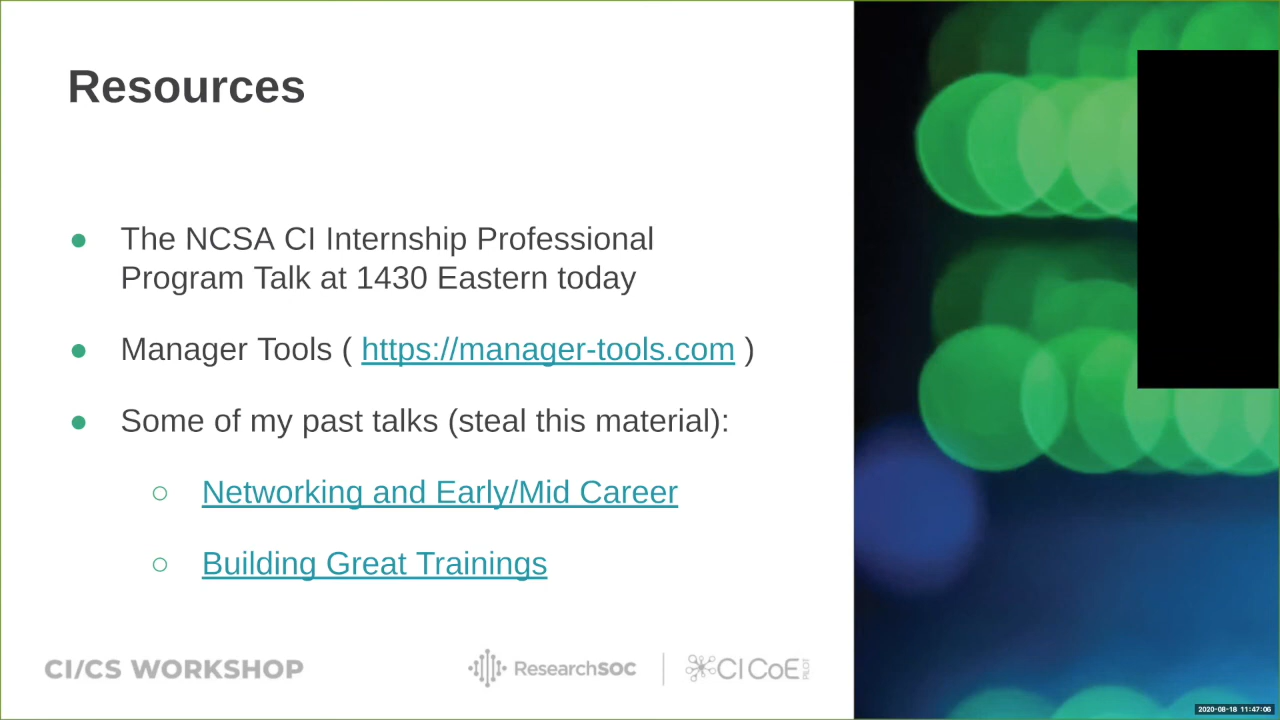 Resources
● The NCSA CI Internship Professional
Program Talk at 1430 Eastern today
● Manager Tools ( https://manager-tools.com )
● Some of my past talks (steal this material):
○ Networking and Early/Mid Career
○ Building Great Trainings
CI/CS WORKSHOP
ResearchSOC
CI CoE PILOT
2020-08-18 11:47:06